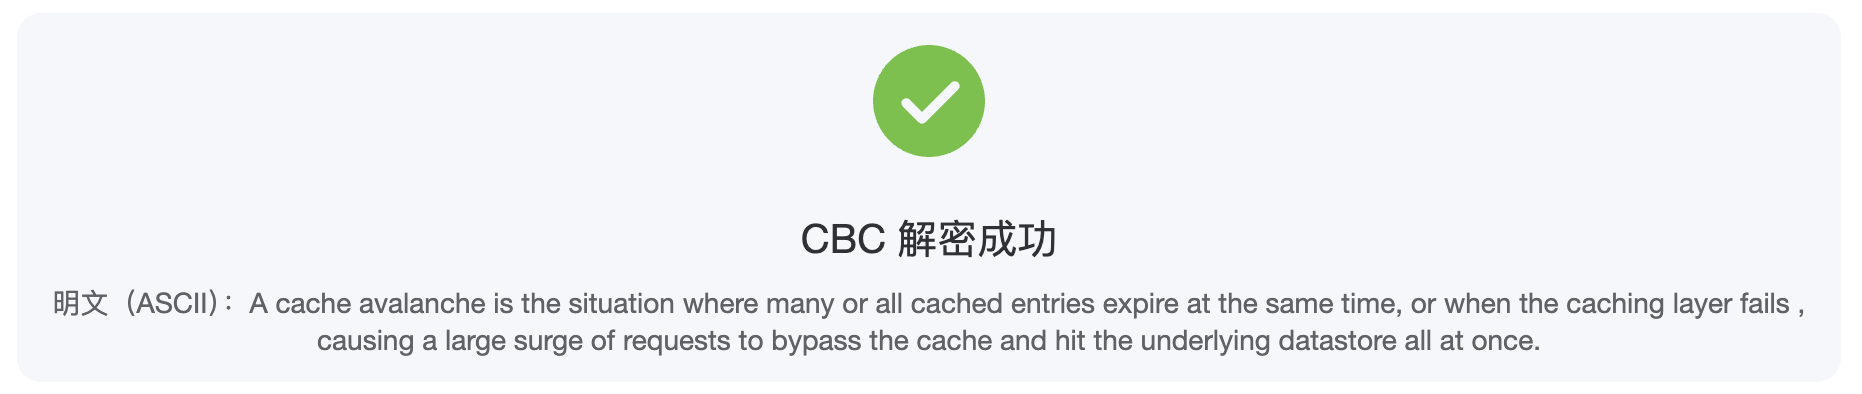 CBC 解密成功
明文（ASCII）：A cache avalanche is the situation where many or all cached entries expire at the same time, or when the caching layer fails ,
causing a large surge of requests to bypass the cache and hit the underlying datastore all at once.